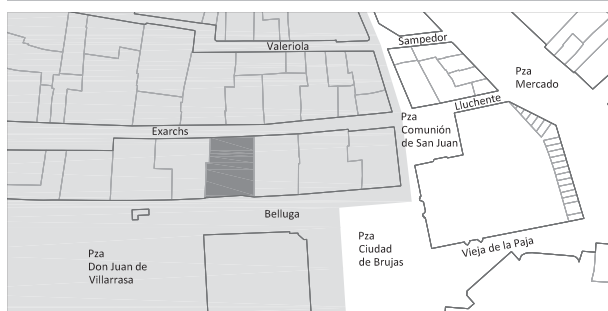 Valeriola
Sampedor
Pza
Mercado
Lluchente
Exarchs
Pza
Comunión
de San Juan
Belluga
Pza
Ciudad
de Brujas
Vieja de la Paja
Pza
Don Juan de
Villarrasa